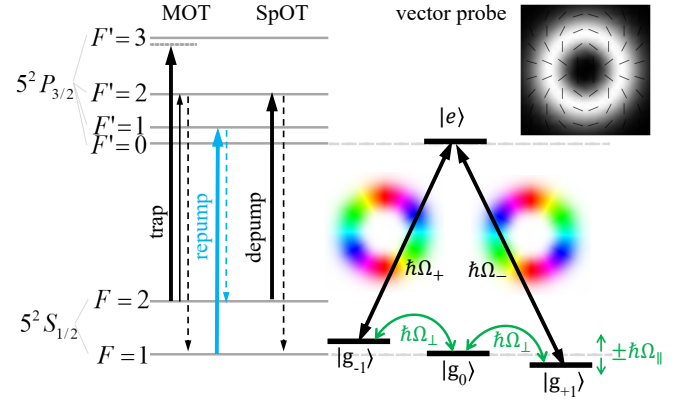 MOT
SpOT
vector probe
F' = 3
5² P₃/₂
F' = 2
F' = 1
F' = 0
|e⟩
trap
repump
depump
ħΩ₊
ħΩ₋
F = 2
5² S₁/₂
F = 1
ħΩ⊥
ħΩ⊥
±ħΩ∥
|g₋₁⟩
|g₀⟩
|g₊₁⟩